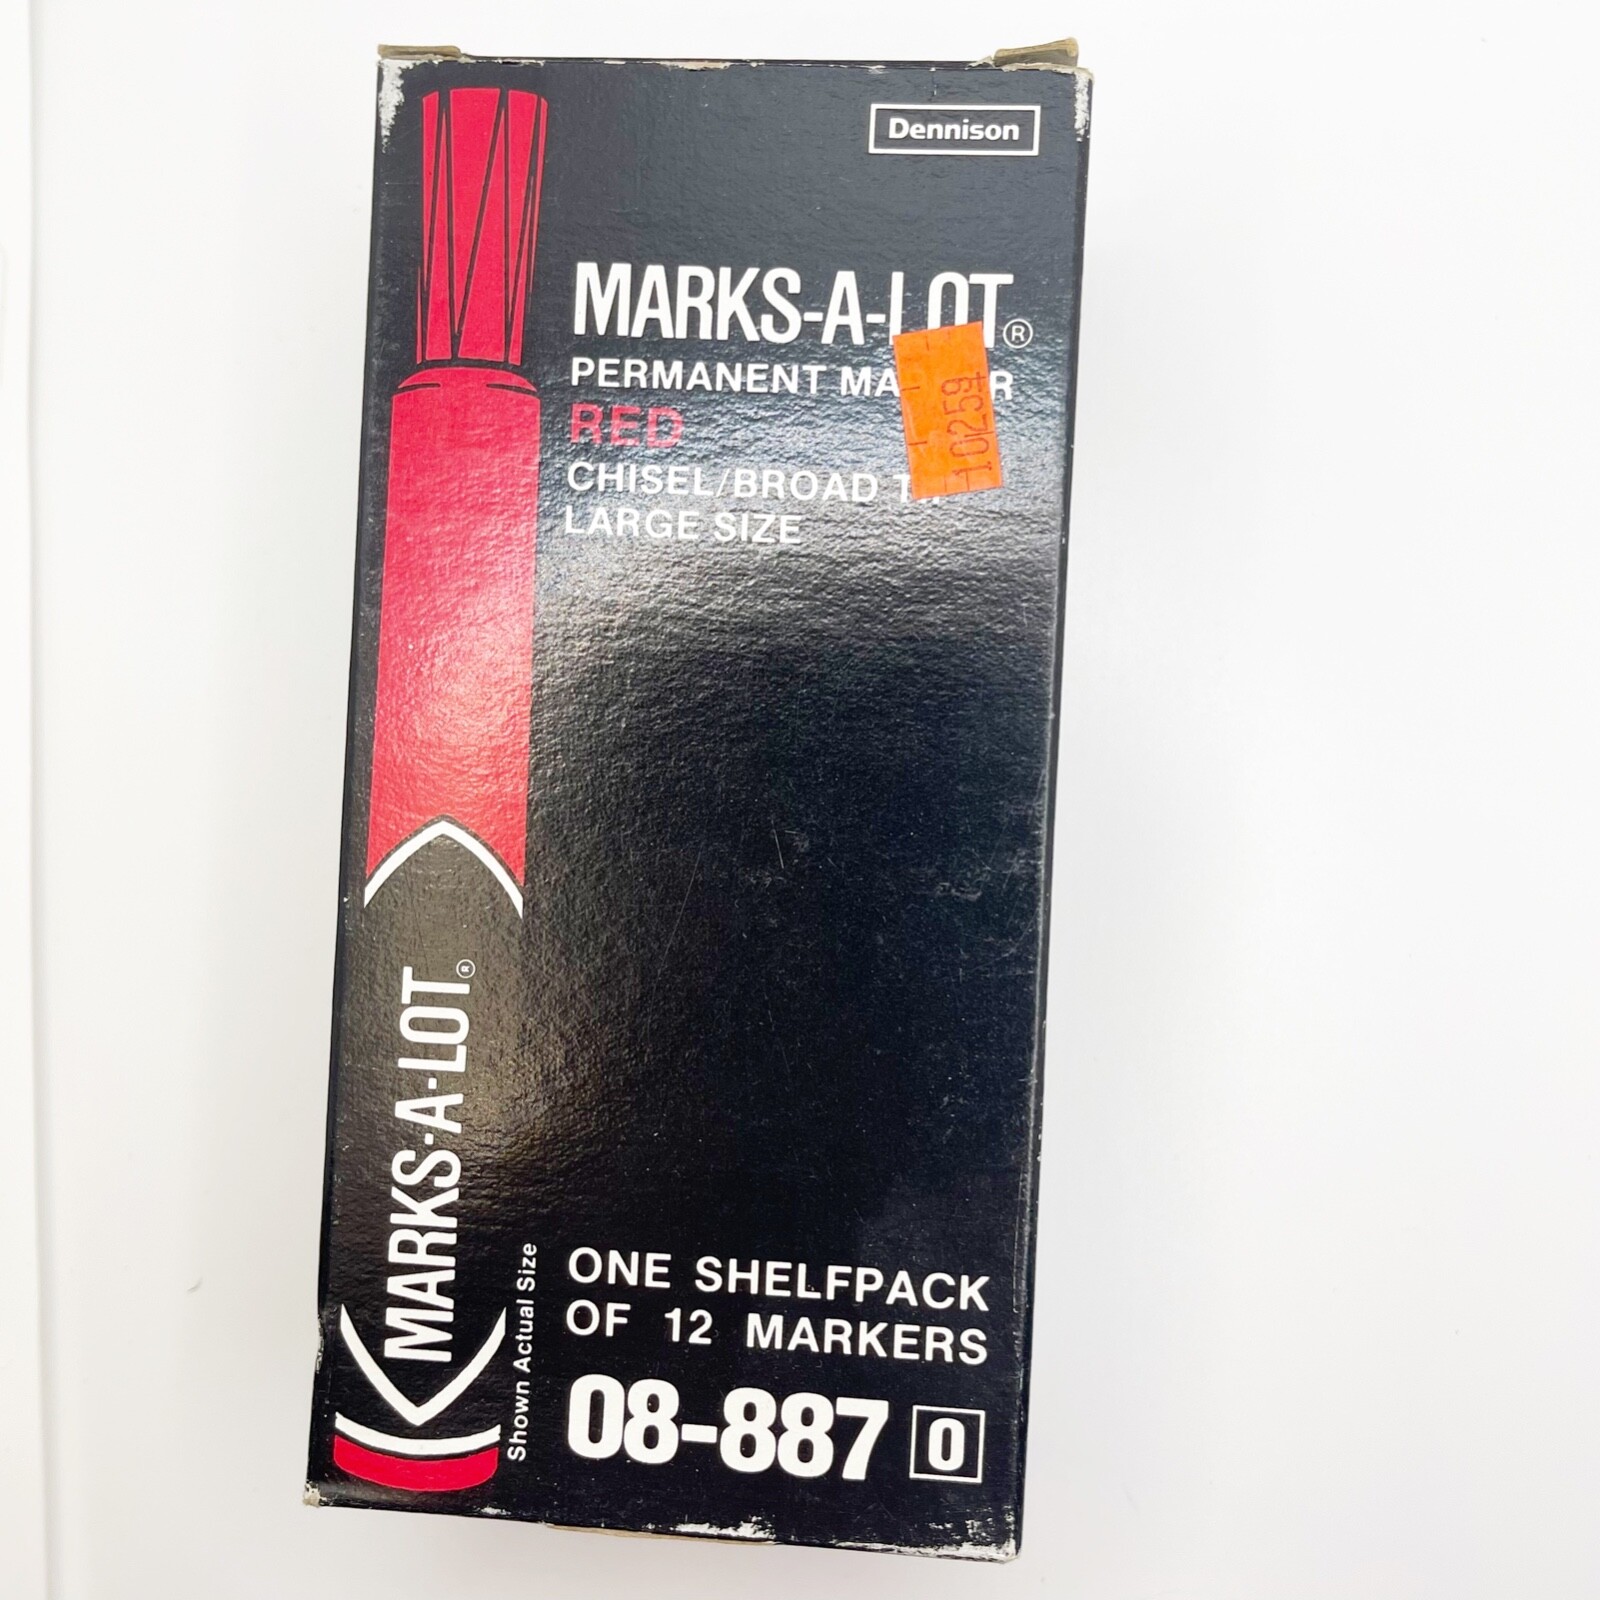 Dennison
MARKS-A-LOT®
PERMANENT
RED
CHISEL/BROAD
LARGE SIZE
10259
MARKS-A-LOT®
Shown Actual Size
ONE SHELFPACK
OF 12 MARKERS
08-887 0